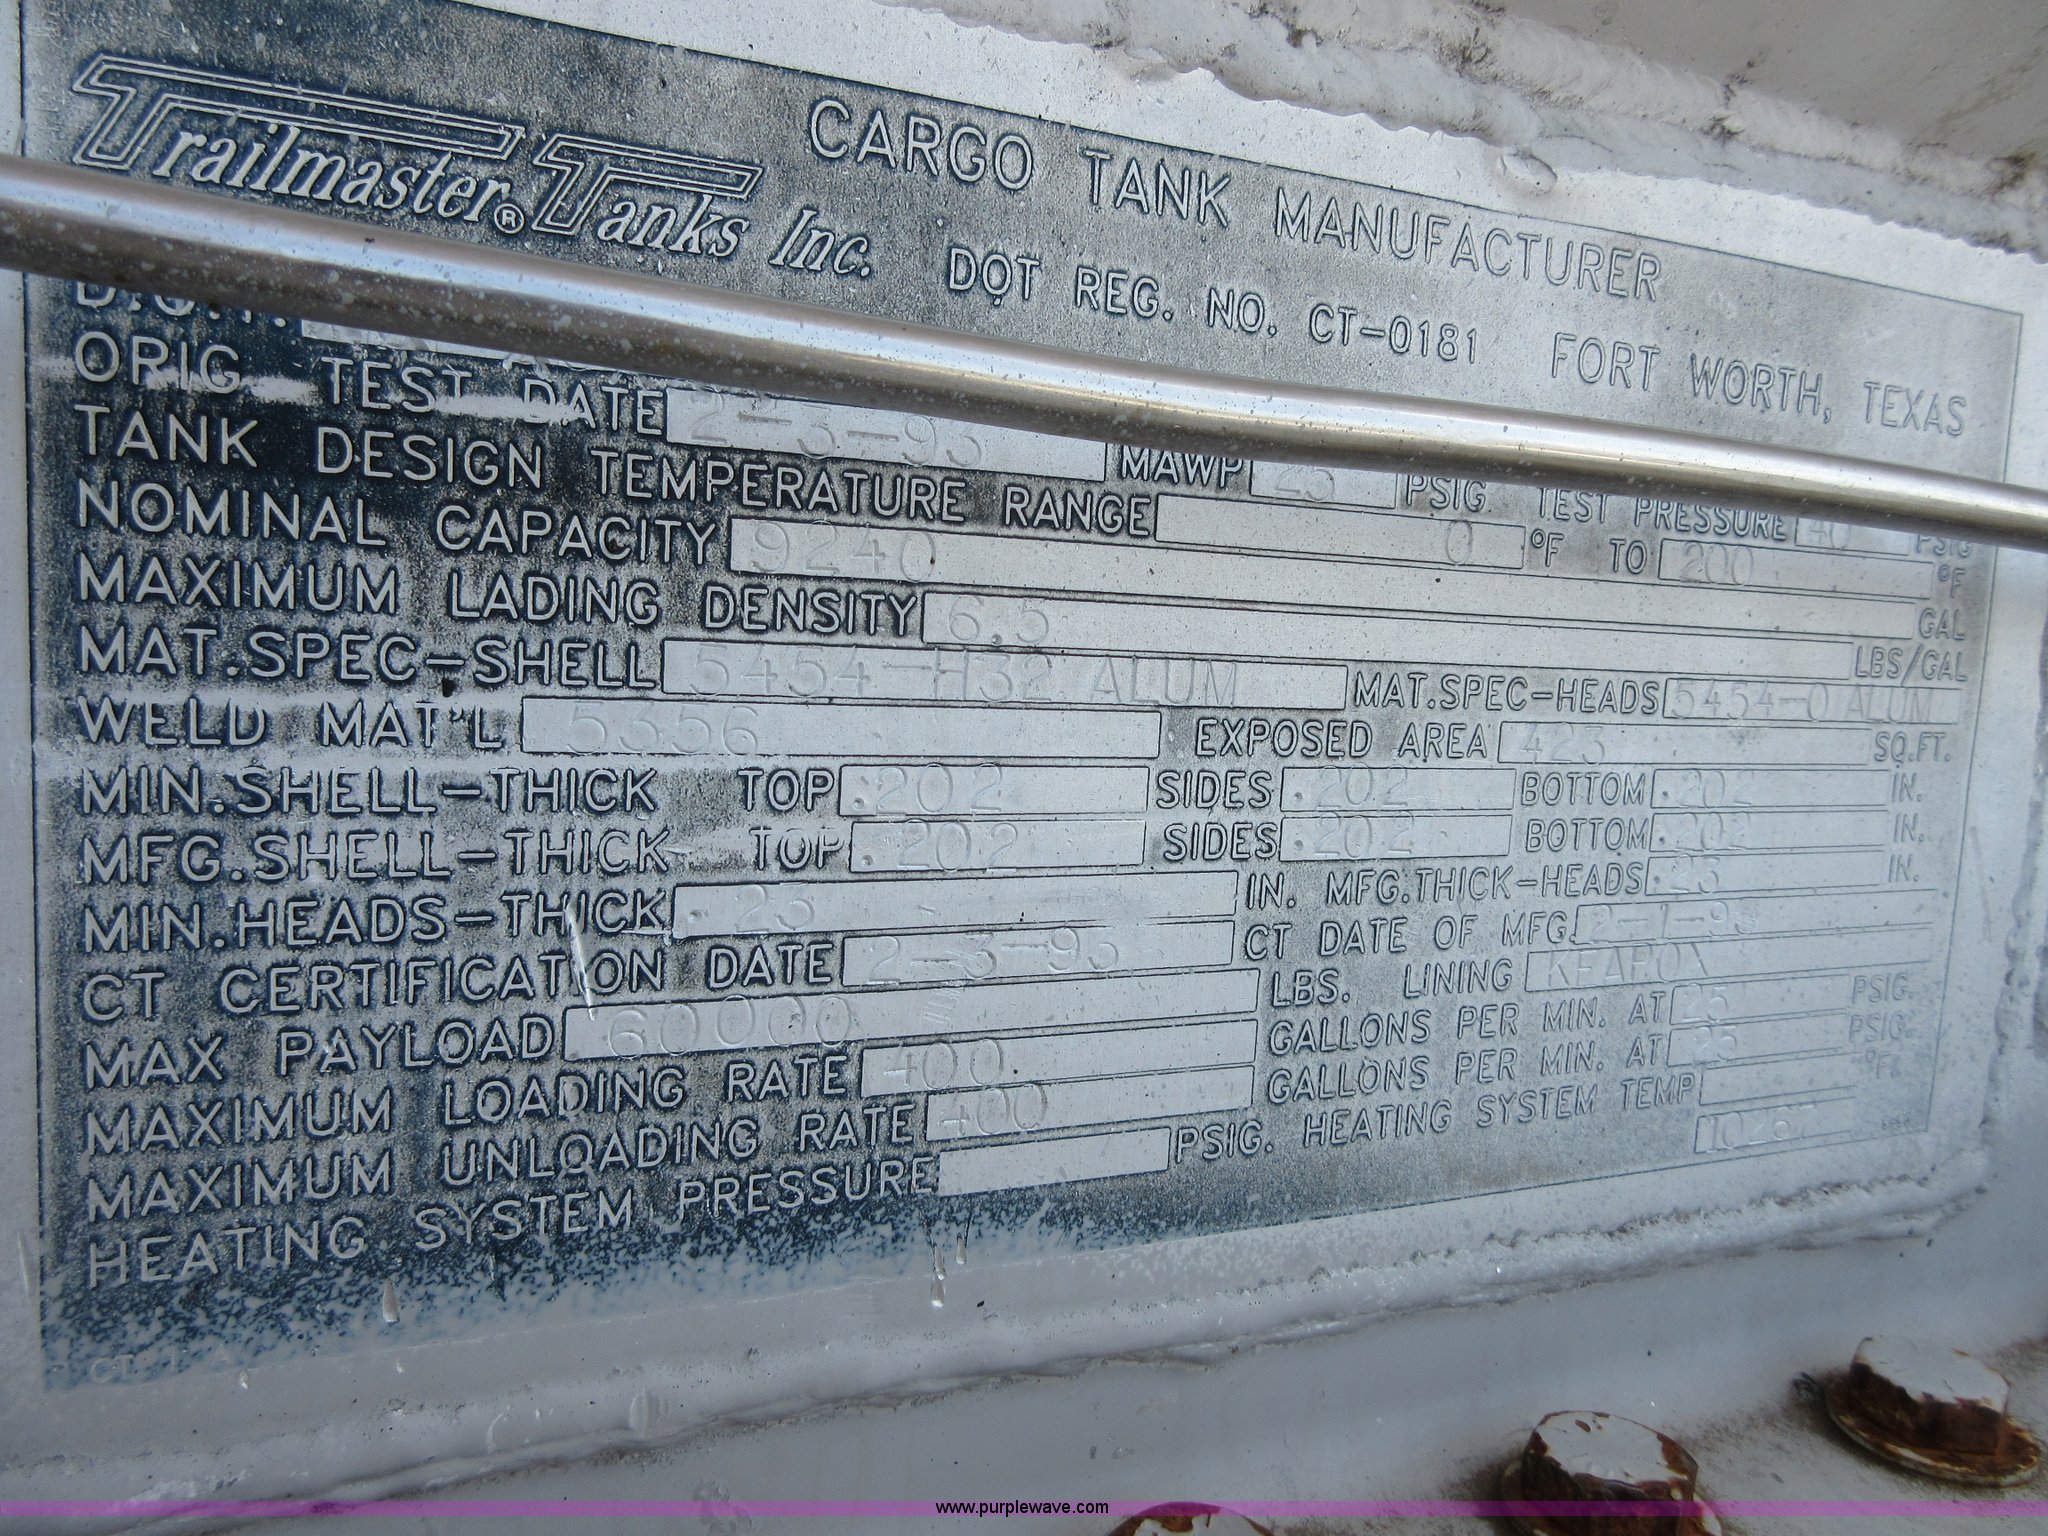 Trailmaster® Tanks Inc. CARGO TANK MANUFACTURER
DOT REG. NO. CT-0181 FORT WORTH, TEXAS
D.O.T.
ORIG. TEST DATE 2-3-93 MAWP 25 PSIG. TEST PRESSURE 40 PSIG
TANK DESIGN TEMPERATURE RANGE 0 °F TO 200 °F
NOMINAL CAPACITY 9240 GAL
MAXIMUM LADING DENSITY 6.5 LBS/GAL
MAT.SPEC-SHELL 5454-H32 ALUM MAT.SPEC-HEADS 5454-0 ALUM
WELD MAT'L 5356 EXPOSED AREA 423 SQ.FT.
MIN.SHELL-THICK TOP .202 SIDES .202 BOTTOM .202 IN.
MFG.SHELL-THICK TOP .202 SIDES .202 BOTTOM .202 IN.
MIN.HEADS-THICK .23 IN. MFG.THICK-HEADS .23 IN.
CT CERTIFICATION DATE 2-3-93 CT DATE OF MFG. 2-1-93
MAX PAYLOAD 60000 LBS. LINING
MAXIMUM LOADING RATE 400 GALLONS PER MIN. AT 25 PSIG.
MAXIMUM UNLOADING RATE 400 GALLONS PER MIN. AT 25 PSIG.
HEATING SYSTEM PRESSURE PSIG. HEATING SYSTEM TEMP °F.
10267
www.purplewave.com